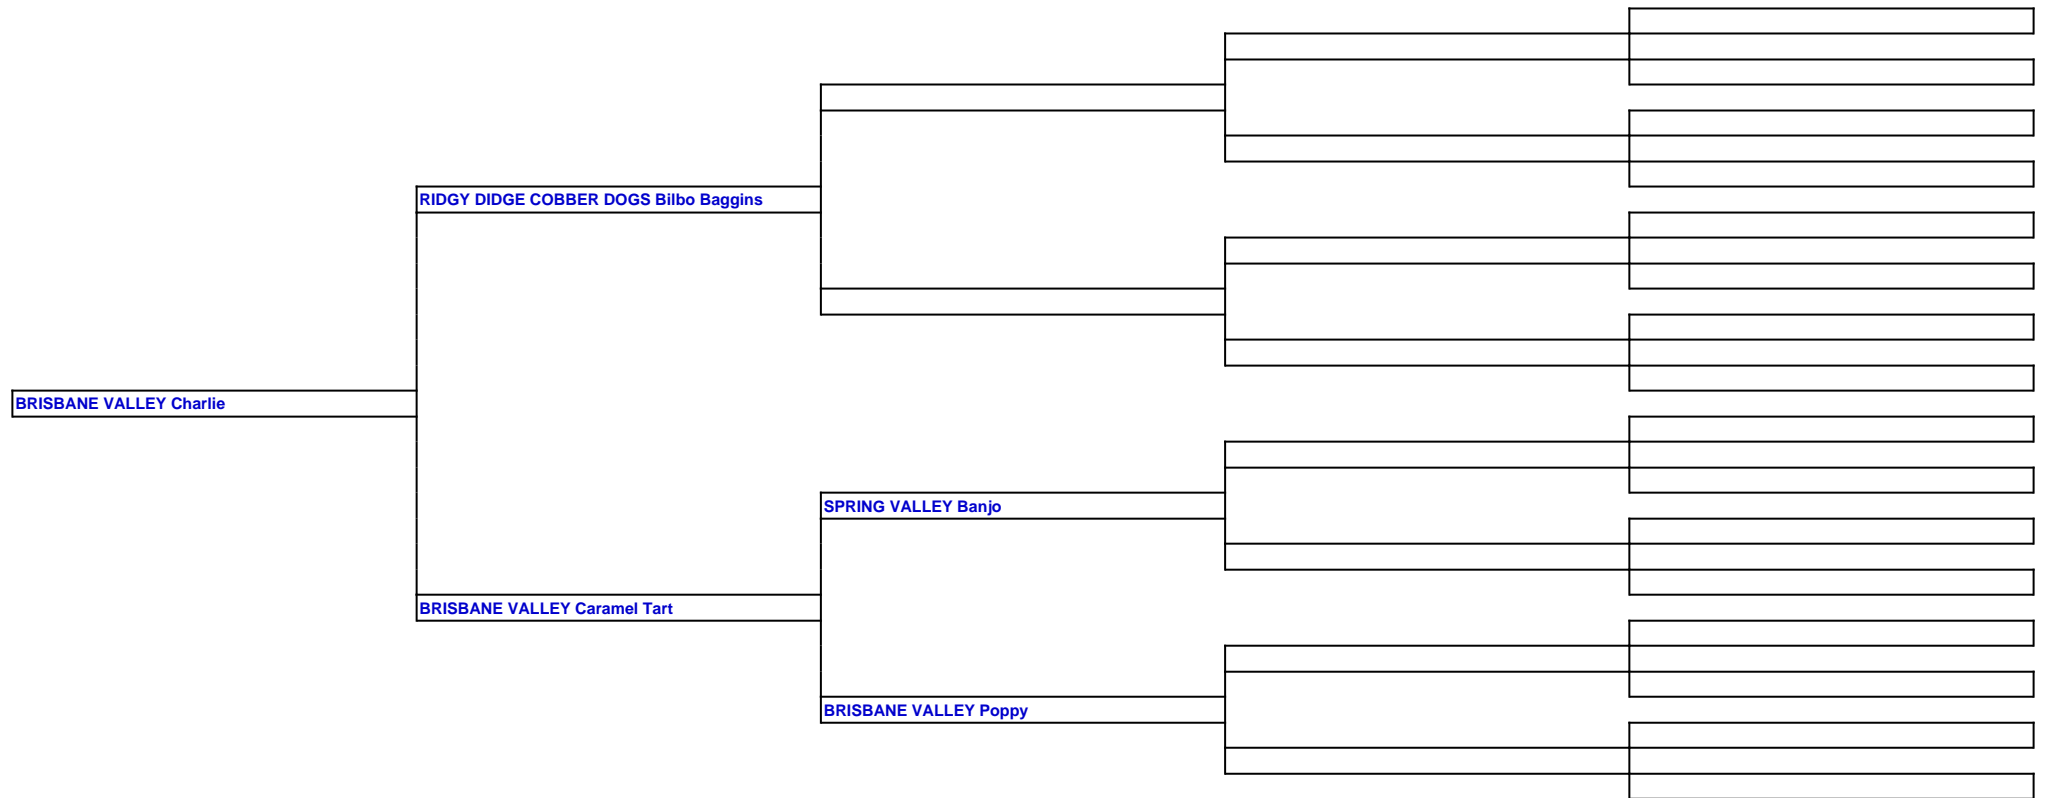 RIDGY DIDGE COBBER DOGS Bilbo Baggins
BRISBANE VALLEY Charlie
SPRING VALLEY Banjo
BRISBANE VALLEY Caramel Tart
BRISBANE VALLEY Poppy